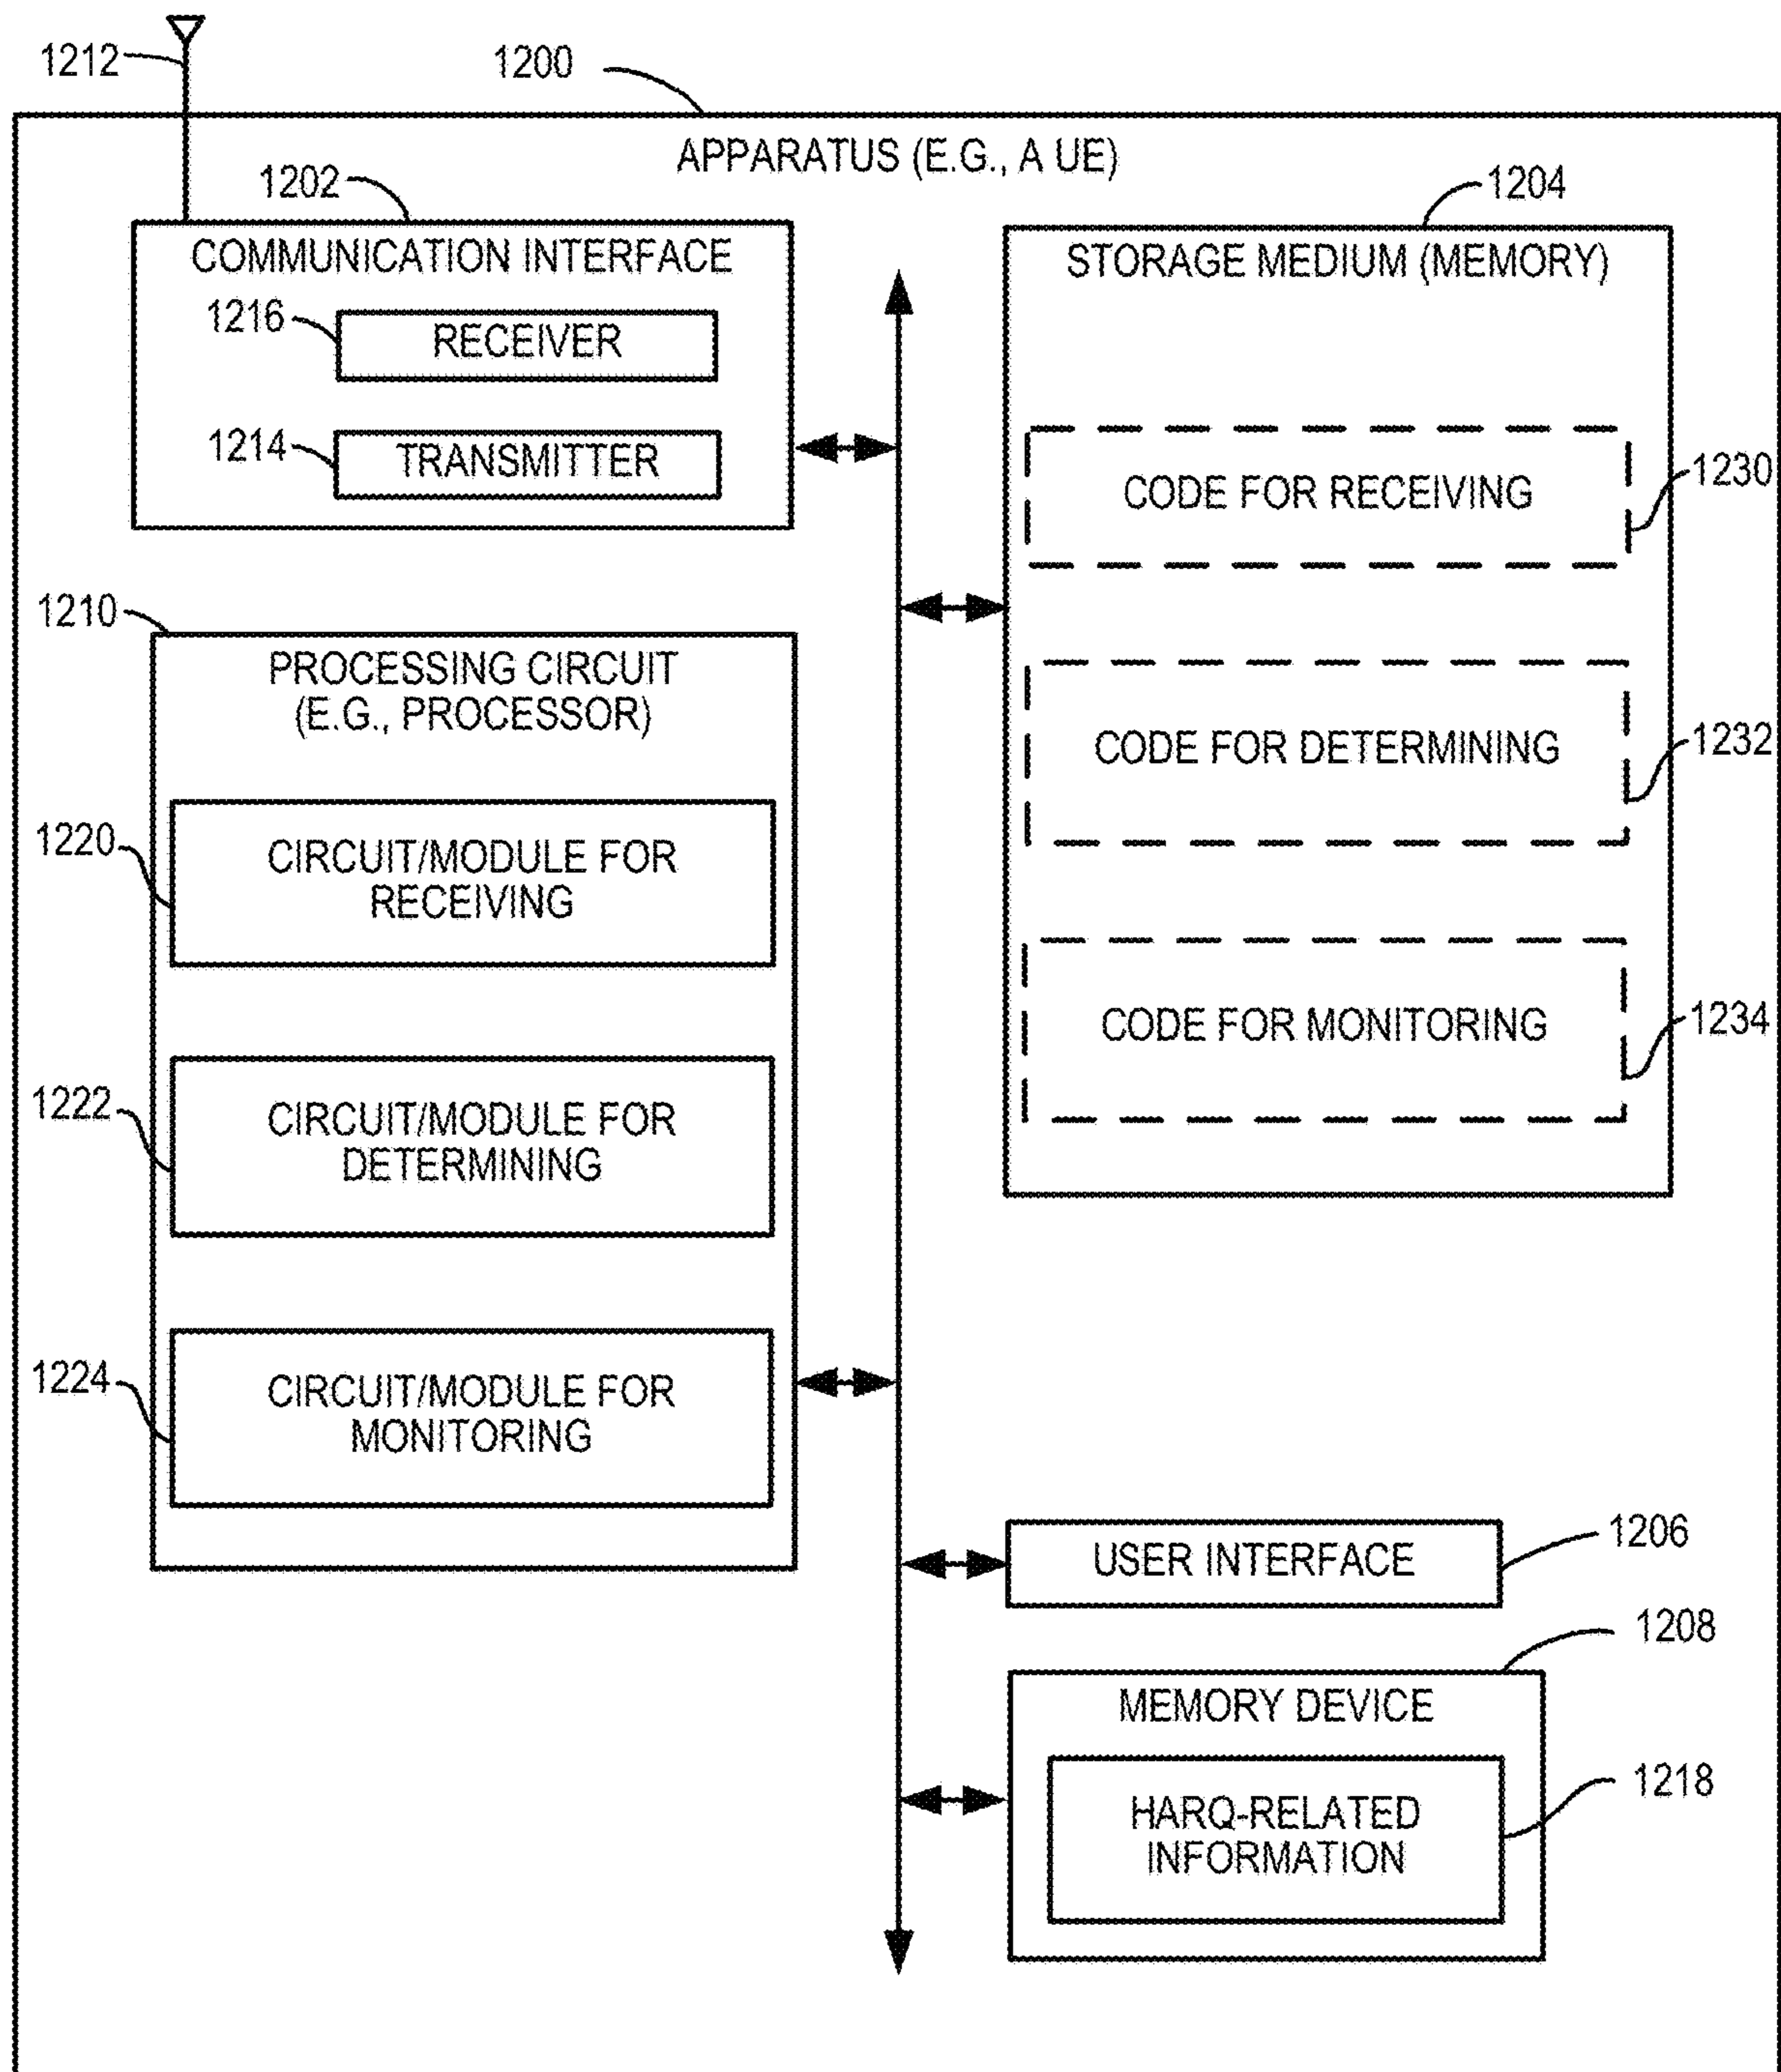 1212
1200
APPARATUS (E.G., A UE)
1202
COMMUNICATION INTERFACE
1216
RECEIVER
1214
TRANSMITTER
1204
STORAGE MEDIUM (MEMORY)
CODE FOR RECEIVING
1230
CODE FOR DETERMINING
1232
CODE FOR MONITORING
1234
1210
PROCESSING CIRCUIT
(E.G., PROCESSOR)
1220
CIRCUIT/MODULE FOR
RECEIVING
1222
CIRCUIT/MODULE FOR
DETERMINING
1224
CIRCUIT/MODULE FOR
MONITORING
USER INTERFACE
1206
1208
MEMORY DEVICE
HARQ-RELATED
INFORMATION
1218